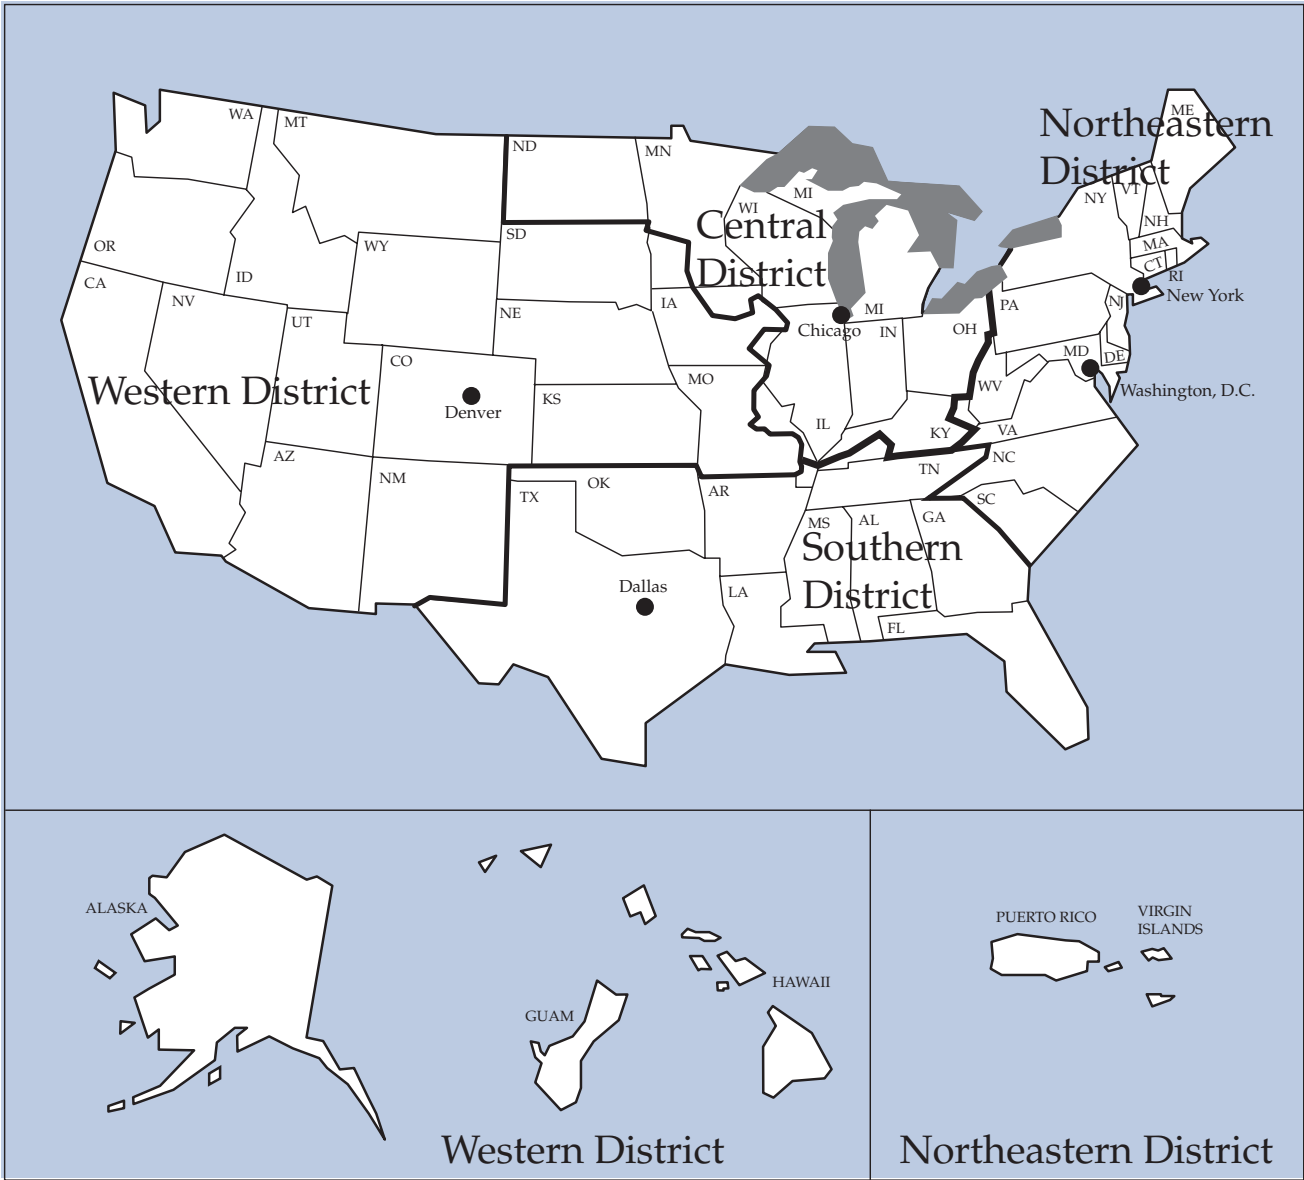 WA
MT
ND
MN
ME
Northeastern
District
OR
ID
WY
SD
WI
MI
NY
VT
NH
MA
CT
RI
New York
Central
District
CA
NV
UT
NE
IA
Chicago
MI
IN
OH
PA
NJ
CO
Western District
Denver
KS
MO
IL
KY
WV
MD
DE
Washington, D.C.
VA
AZ
NM
TX
OK
AR
TN
NC
SC
MS
AL
GA
Southern
District
Dallas
LA
FL
ALASKA
GUAM
HAWAII
Western District
PUERTO RICO
VIRGIN
ISLANDS
Northeastern District